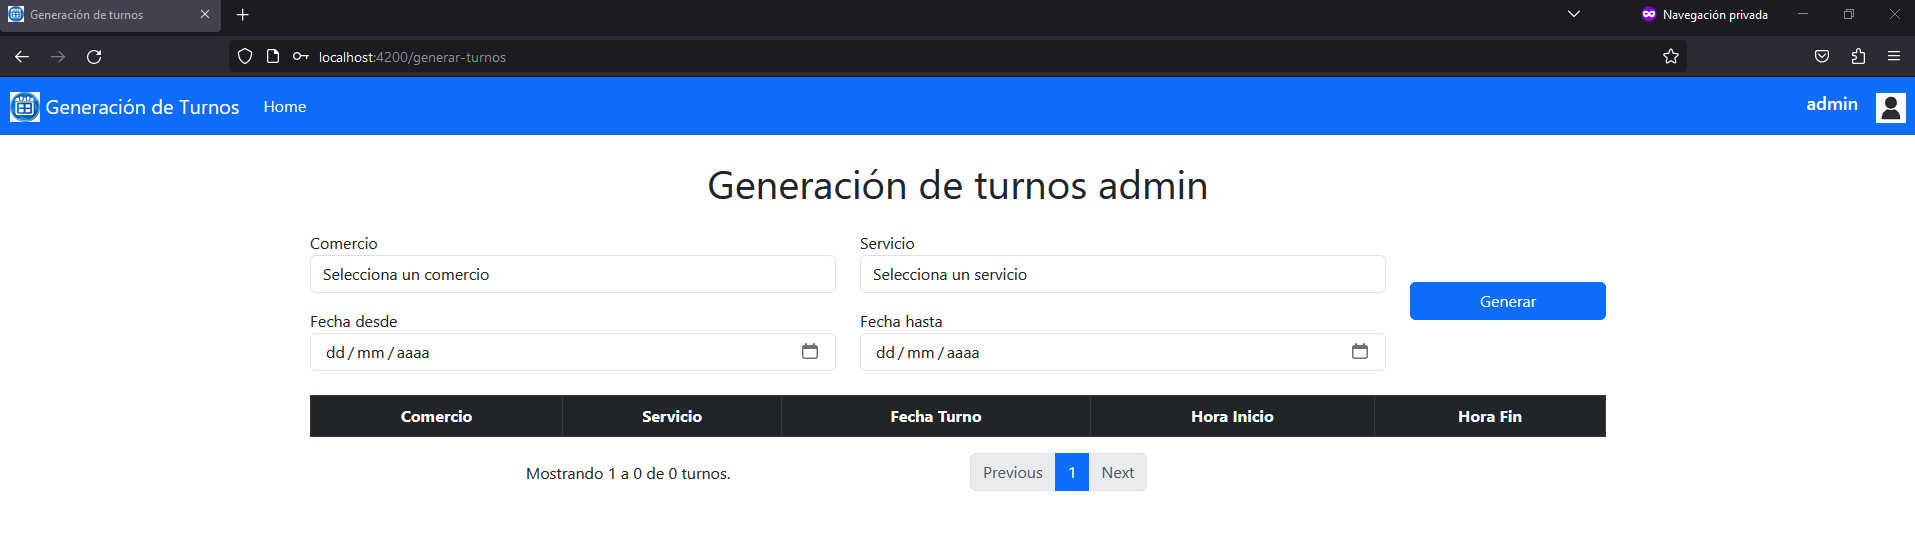 Generación de turnos
Navegación privada
localhost:4200/generar-turnos
Generación de Turnos Home admin
Generación de turnos admin
Comercio Servicio
Selecciona un comercio Selecciona un servicio
Generar
Fecha desde Fecha hasta
dd/mm/aaaa dd/mm/aaaa
Comercio Servicio Fecha Turno Hora Inicio Hora Fin
Mostrando 1 a 0 de 0 turnos. Previous 1 Next